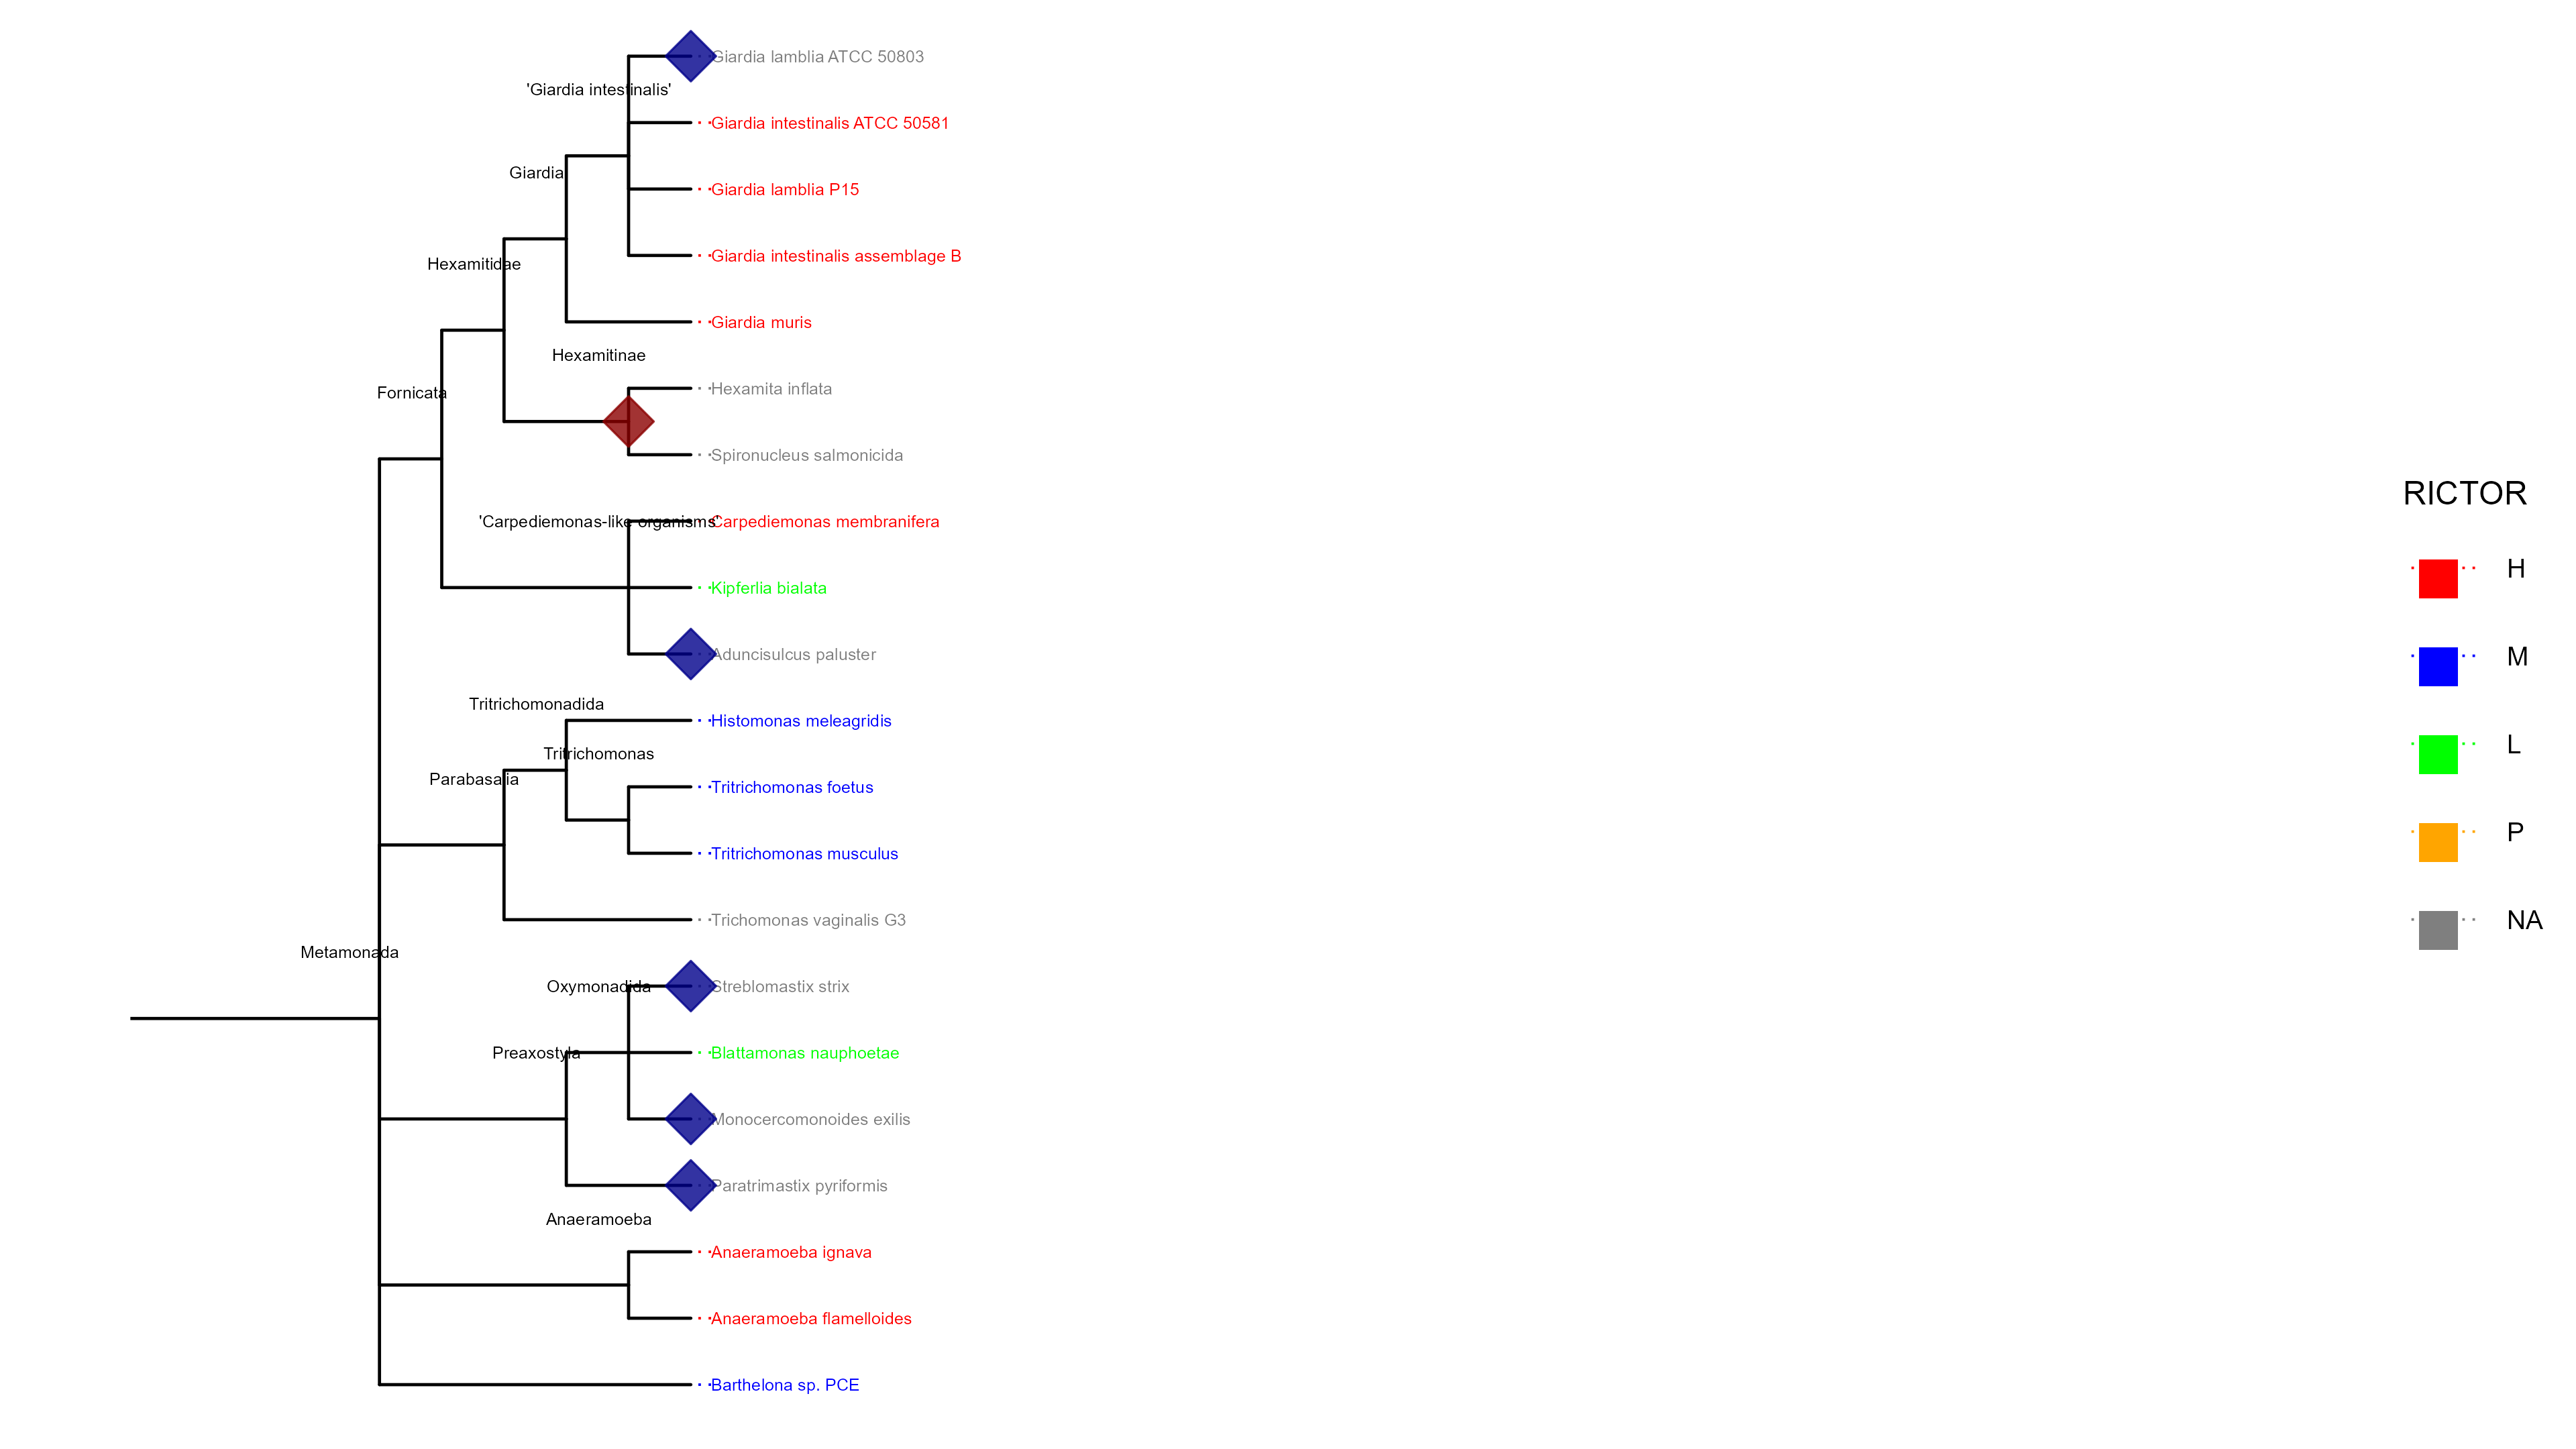 Giardia lamblia ATCC 50803
'Giardia intestinalis'
Giardia intestinalis ATCC 50581
Giardia
Giardia lamblia P15
Hexamitidae
Giardia intestinalis assemblage B
Giardia muris
Hexamitinae
Fornicata
Hexamita inflata
Spironucleus salmonicida
'Carpediemonas-like organisms'
Carpediemonas membranifera
Kipferlia bialata
Aduncisulcus paluster
Tritrichomonadida
Histomonas meleagridis
Tritrichomonas
Parabasalia
Tritrichomonas foetus
Tritrichomonas musculus
Trichomonas vaginalis G3
Metamonada
Oxymonadida
Streblomastix strix
Preaxostyla
Blattamonas nauphoetae
Monocercomonoides exilis
Paratrimastix pyriformis
Anaeramoeba
Anaeramoeba ignava
Anaeramoeba flamelloides
Barthelona sp. PCE
RICTOR
H
M
L
P
NA